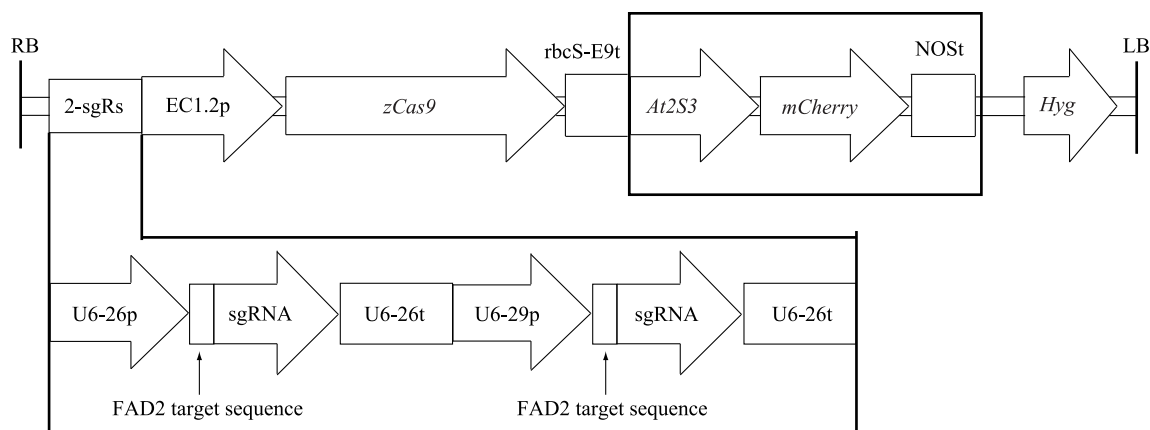 RB
rbcS-E9t
NOSt
LB
2-sgRs
EC1.2p
zCas9
At2S3
mCherry
Hyg
U6-26p
sgRNA
U6-26t
U6-29p
sgRNA
U6-26t
FAD2 target sequence
FAD2 target sequence